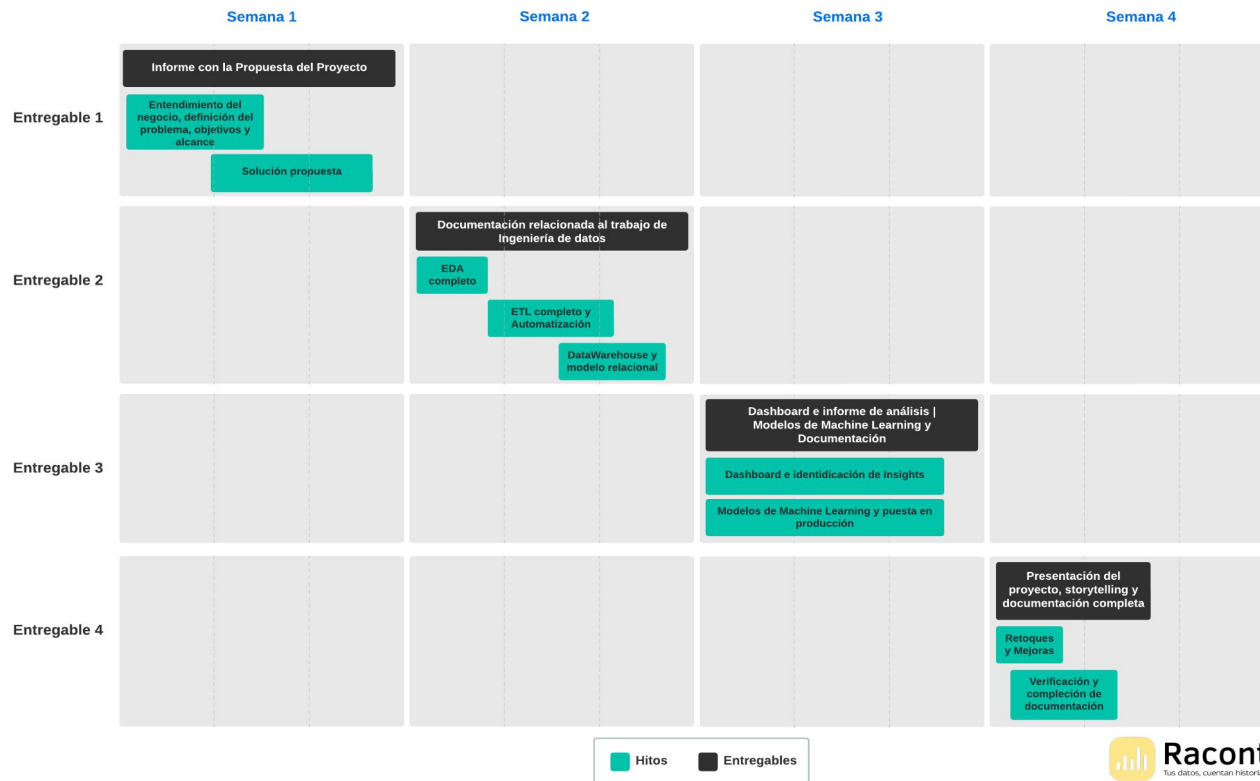 Semana 1
Semana 2
Semana 3
Semana 4
Entregable 1
Informe con la Propuesta del Proyecto
Entendimiento del
negocio, definición del
problema, objetivos y
alcance
Solución propuesta
Entregable 2
Documentación relacionada al trabajo de
Ingeniería de datos
EDA
completo
ETL completo y
Automatización
DataWarehouse y
modelo relacional
Entregable 3
Dashboard e informe de análisis |
Modelos de Machine Learning y
Documentación
Dashboard e identidicación de Insights
Modelos de Machine Learning y puesta en
producción
Entregable 4
Presentación del
proyecto, storytelling y
documentación completa
Retoques
y Mejoras
Verificación y
compleción de
documentación
Hitos
Entregables
Tus datos, cuentan